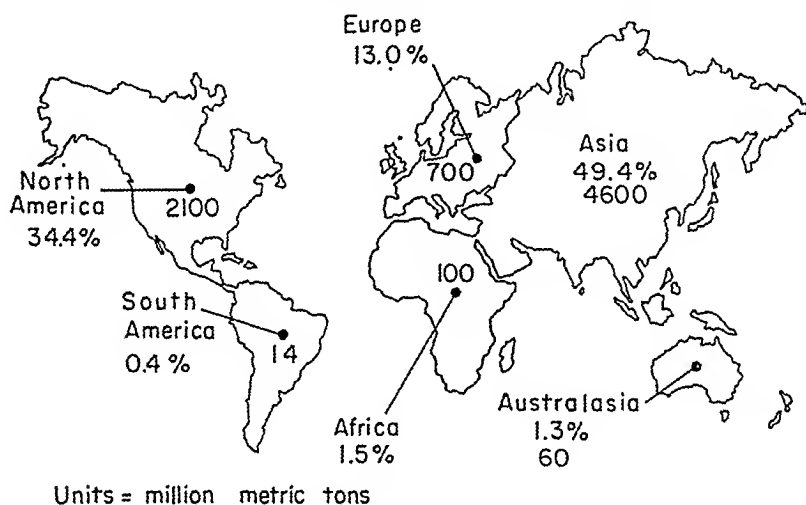 Europe
13.0%
700
Asia
49.4%
4600
North
America
34.4%
2100
South
America
0.4%
14
100
Africa
1.5%
Australasia
1.3%
60
Units = million metric tons